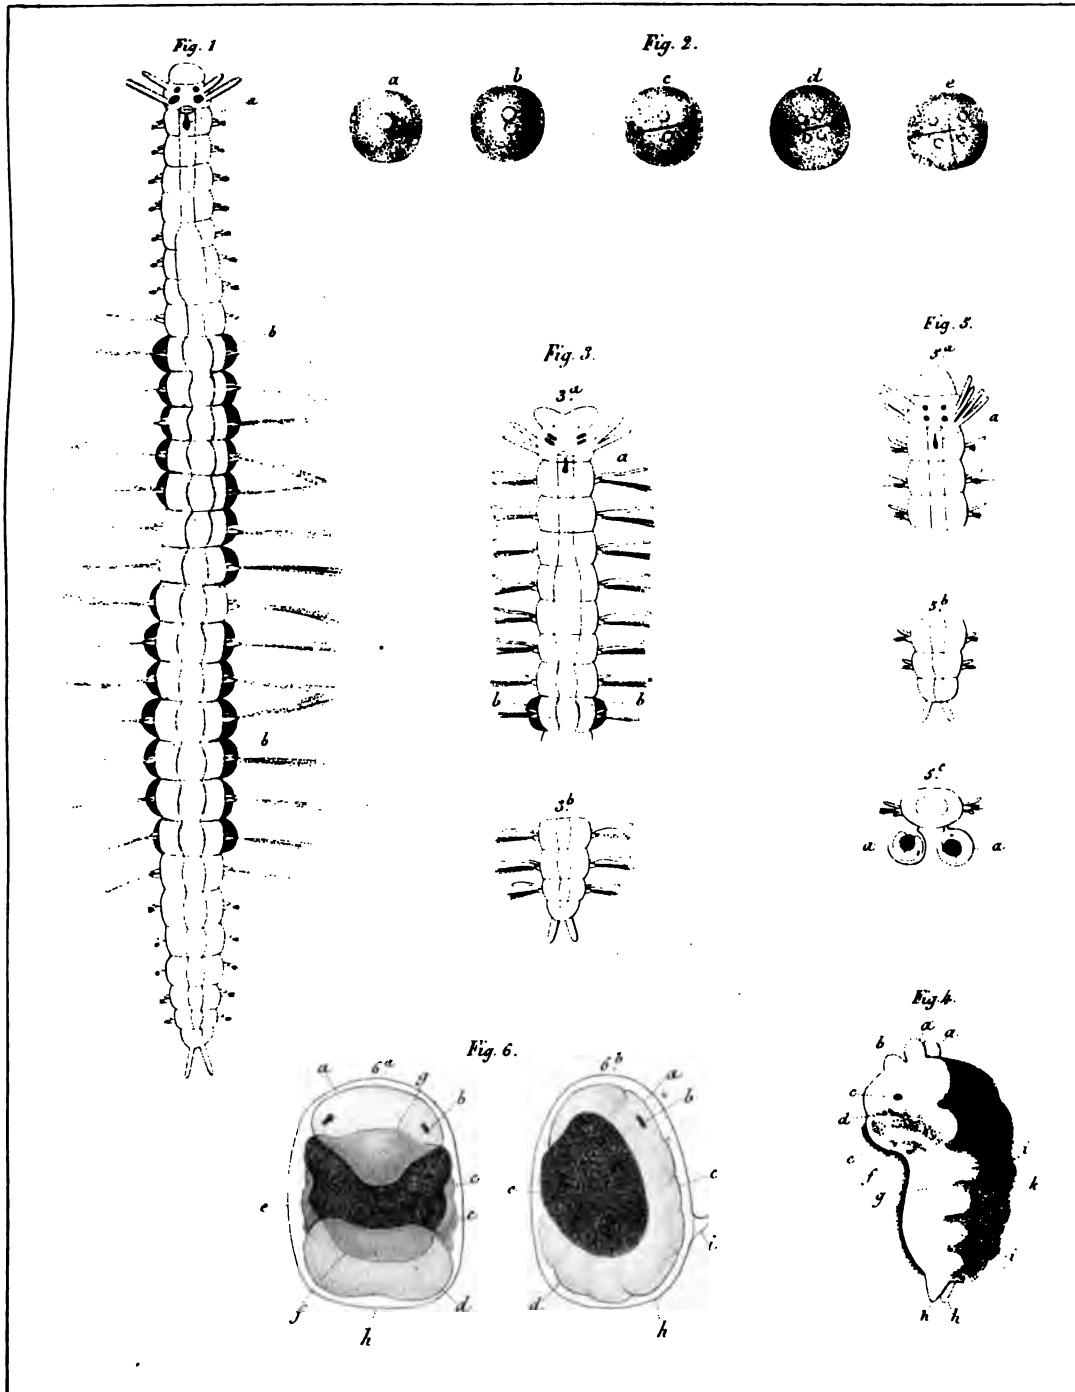 Fig. 1
a
b
b
Fig. 2.
a b c d e
Fig. 3.
3.a
a
b b
3.b
Fig. 5.
5.a
a
5.b
5.c
a a
Fig. 4.
a a
b
c
d
e
f
g
i
k
i
h h
Fig. 6.
6.a
a g b
c
e c
f d
h
6.b
a
b
e c
i
d h